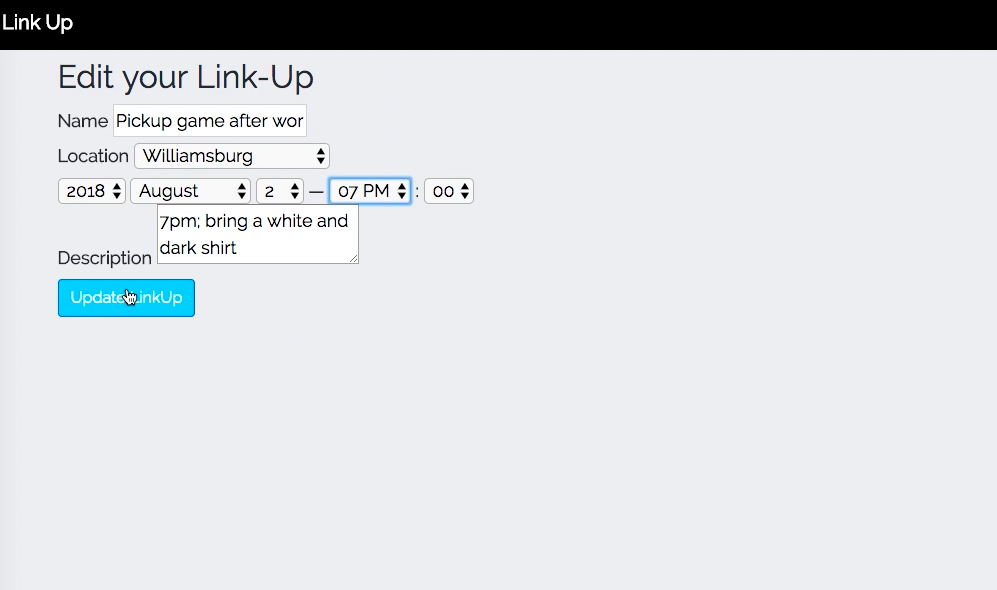 Link Up
Edit your Link-Up
Name Pickup game after wor
Location Williamsburg
2018 August 2 — 07 PM : 00
7pm; bring a white and
dark shirt
Description
Update LinkUp